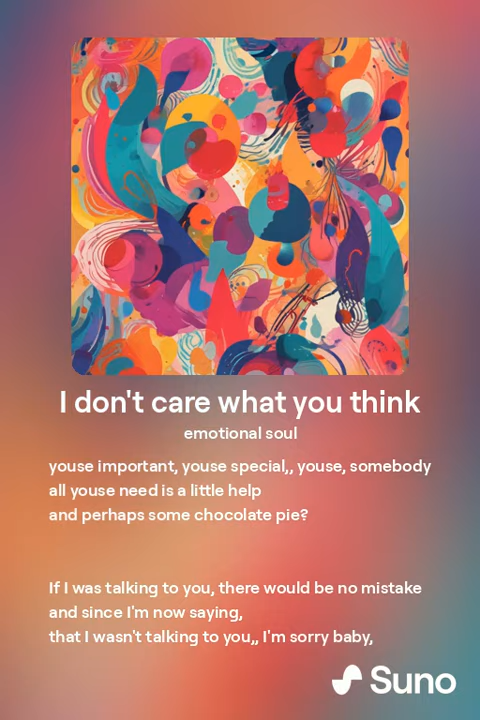 I don't care what you think
emotional soul
youse important, youse special,, youse, somebody
all youse need is a little help
and perhaps some chocolate pie?
If I was talking to you, there would be no mistake
and since I'm now saying,
that I wasn't talking to you,, I'm sorry baby,
Suno